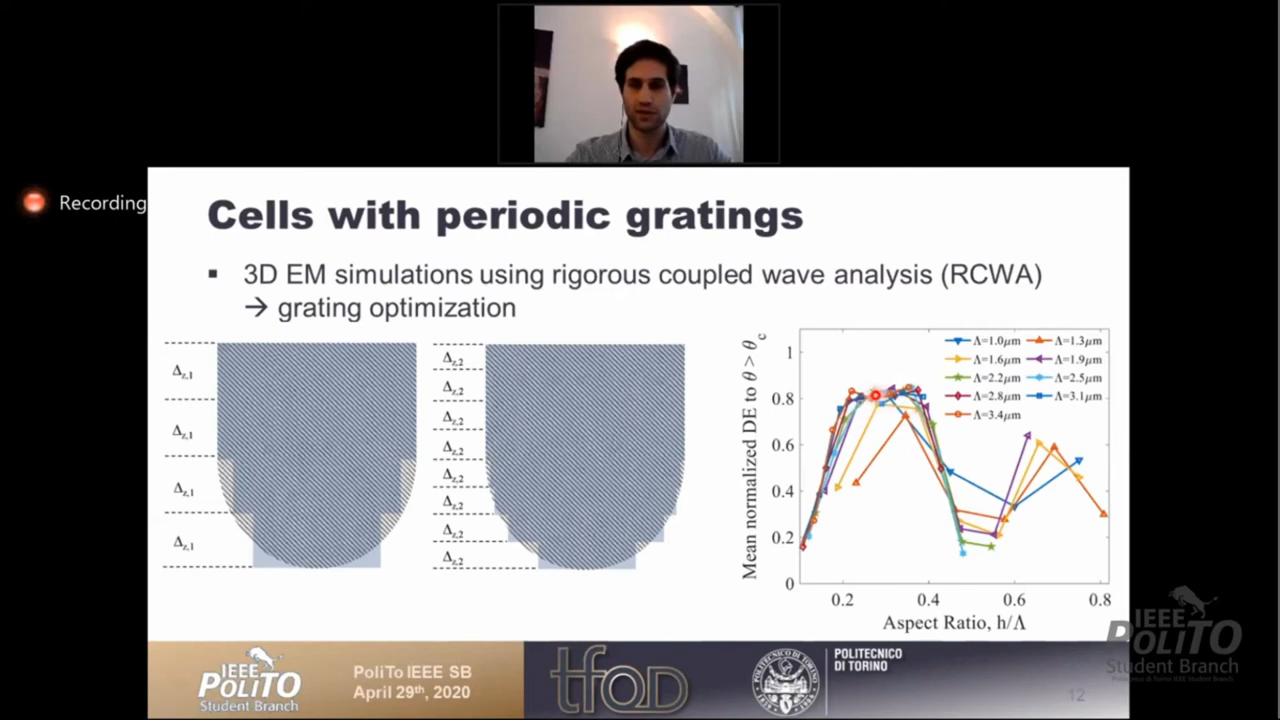 Recording
Cells with periodic gratings
▪ 3D EM simulations using rigorous coupled wave analysis (RCWA)
→ grating optimization
Δz,1
Δz,1
Δz,1
Δz,1
Δz,2
Δz,2
Δz,2
Δz,2
Δz,2
Δz,2
Δz,2
Δz,2
Mean normalized DE to θ > θc
1
0.8
0.6
0.4
0.2
0
Λ=1.0μm Λ=1.3μm
Λ=1.6μm Λ=1.9μm
Λ=2.2μm Λ=2.5μm
Λ=2.8μm Λ=3.1μm
Λ=3.4μm
0.2 0.4 0.6 0.8
Aspect Ratio, h/Λ
IEEE
POLITO
Student Branch
PoliTo IEEE SB
April 29th, 2020
tfQD
POLITECNICO
DI TORINO
12
IEEE
POLITO
Student Branch